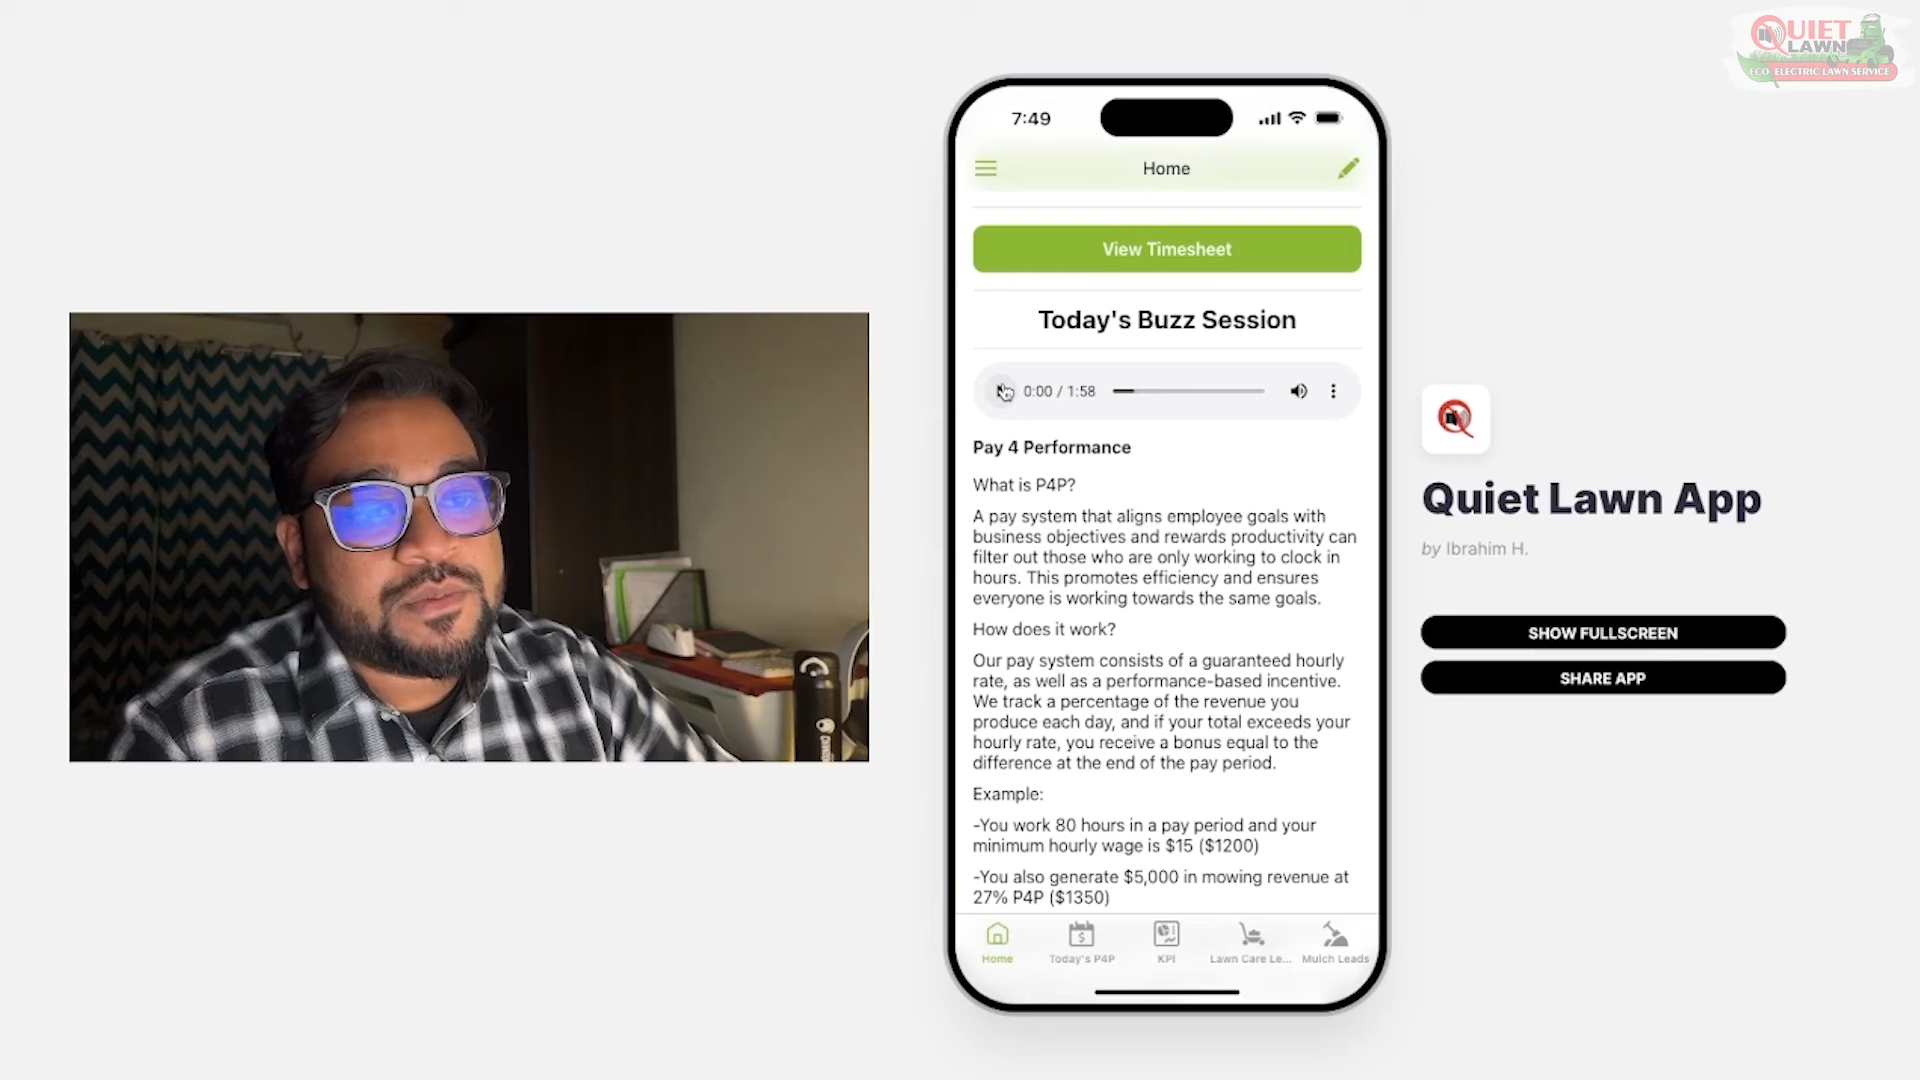 QUIET
LAWN
ECO ELECTRIC LAWN SERVICE
7:49
Home
View Timesheet
Today's Buzz Session
0:00 / 1:58
Pay 4 Performance
What is P4P?
A pay system that aligns employee goals with
business objectives and rewards productivity can
filter out those who are only working to clock in
hours. This promotes efficiency and ensures
everyone is working towards the same goals.
How does it work?
Our pay system consists of a guaranteed hourly
rate, as well as a performance-based incentive.
We track a percentage of the revenue you
produce each day, and if your total exceeds your
hourly rate, you receive a bonus equal to the
difference at the end of the pay period.
Example:
-You work 80 hours in a pay period and your
minimum hourly wage is $15 ($1200)
-You also generate $5,000 in mowing revenue at
27% P4P ($1350)
Home
Today's P4P
KPI
Lawn Care Le...
Mulch Leads
Quiet Lawn App
by Ibrahim H.
SHOW FULLSCREEN
SHARE APP